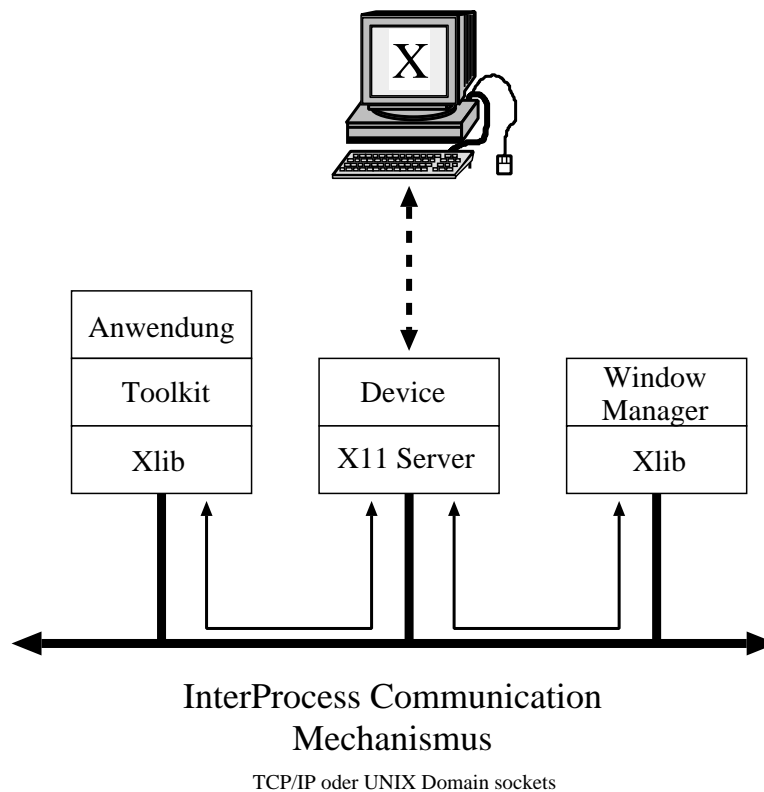 X
Anwendung
Toolkit
Xlib
Device
X11 Server
Window
Manager
Xlib
InterProcess Communication
Mechanismus
TCP/IP oder UNIX Domain sockets